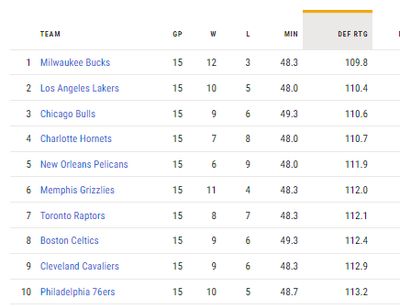 TEAM GP W L MIN DEF RTG
1 Milwaukee Bucks 15 12 3 48.3 109.8
2 Los Angeles Lakers 15 10 5 48.0 110.4
3 Chicago Bulls 15 9 6 49.3 110.6
4 Charlotte Hornets 15 7 8 48.0 110.7
5 New Orleans Pelicans 15 6 9 48.0 111.9
6 Memphis Grizzlies 15 11 4 48.3 112.0
7 Toronto Raptors 15 8 7 48.3 112.1
8 Boston Celtics 15 9 6 49.3 112.4
9 Cleveland Cavaliers 15 9 6 48.3 112.9
10 Philadelphia 76ers 15 10 5 48.7 113.2